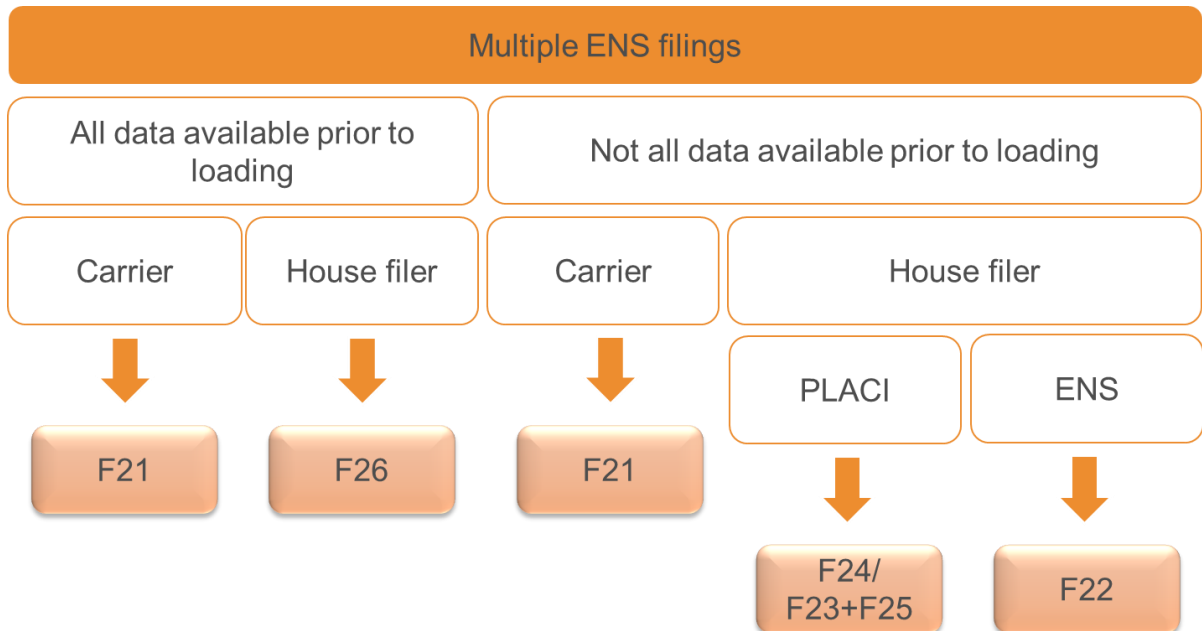 Multiple ENS filings
All data available prior to
loading
Not all data available prior to loading
Carrier
House filer
Carrier
House filer
PLACI
ENS
F21
F26
F21
F24/
F23+F25
F22